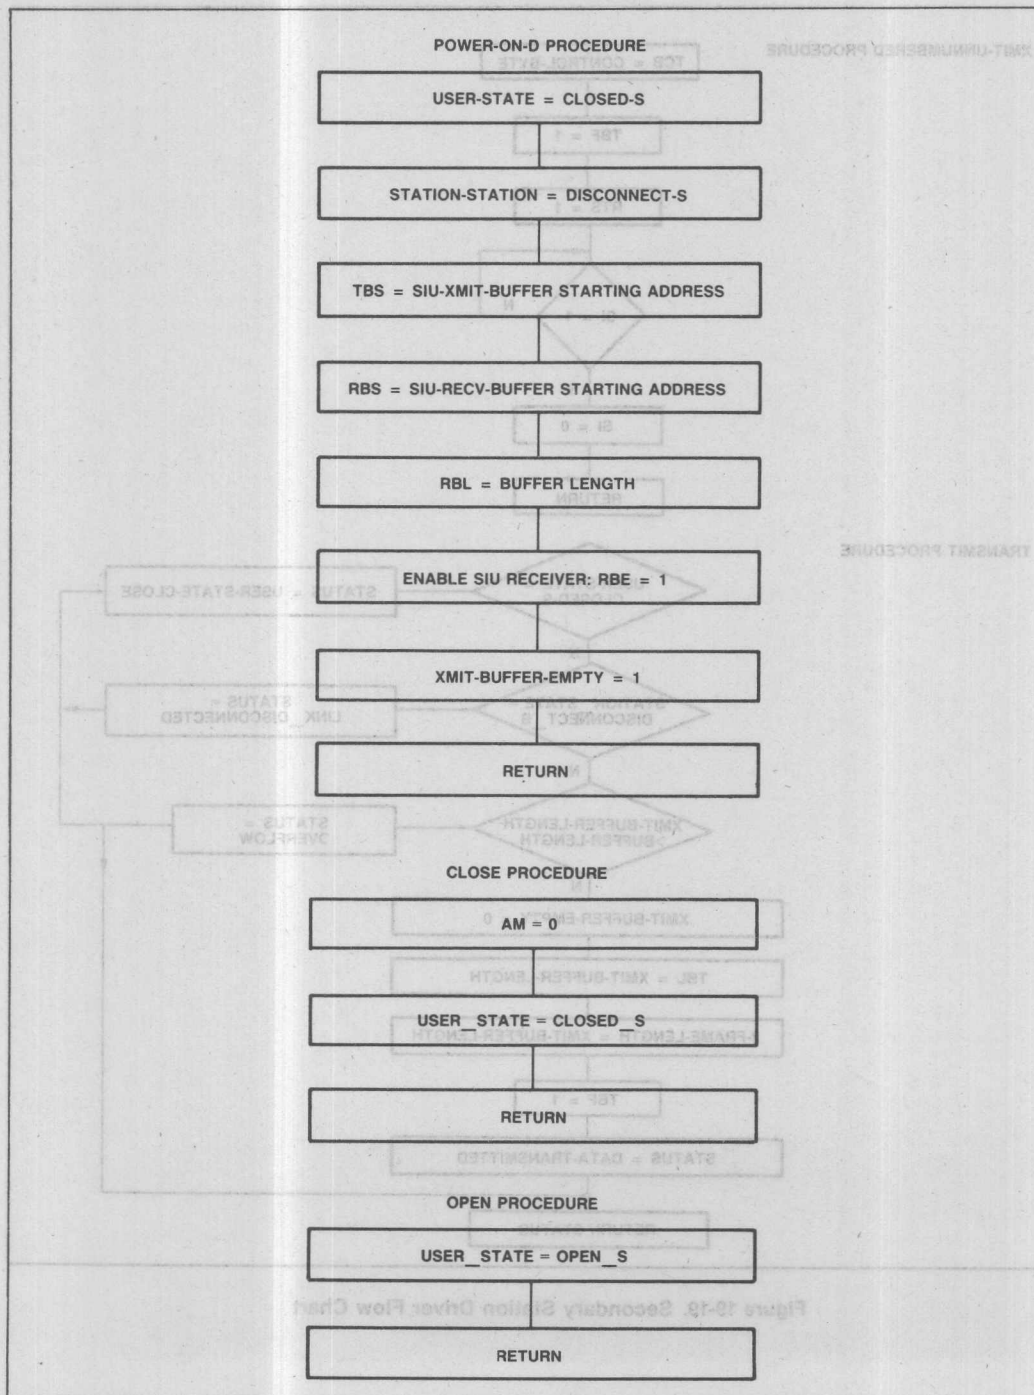 POWER-ON-D PROCEDURE
USER-STATE = CLOSED-S
STATION-STATION = DISCONNECT-S
TBS = SIU-XMIT-BUFFER STARTING ADDRESS
RBS = SIU-RECV-BUFFER STARTING ADDRESS
RBL = BUFFER LENGTH
ENABLE SIU RECEIVER: RBE = 1
XMIT-BUFFER-EMPTY = 1
RETURN
CLOSE PROCEDURE
AM = 0
USER_STATE = CLOSED_S
RETURN
OPEN PROCEDURE
USER_STATE = OPEN_S
RETURN